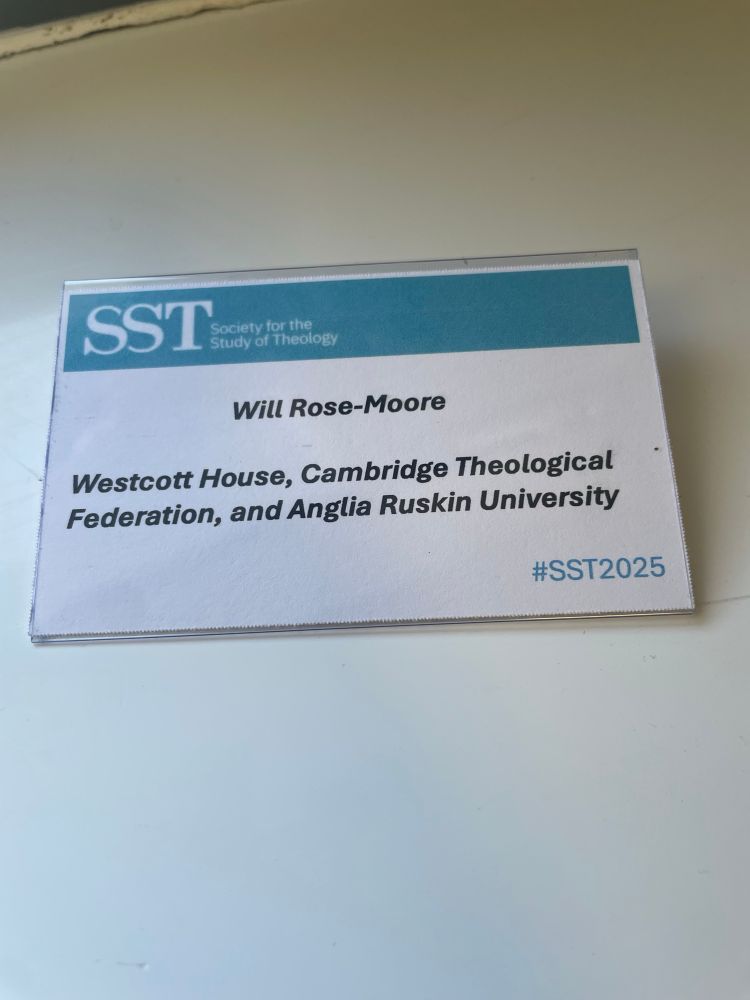 SST
Society for the
Study of Theology
Will Rose-Moore
Westcott House, Cambridge Theological
Federation, and Anglia Ruskin University
#SST2025